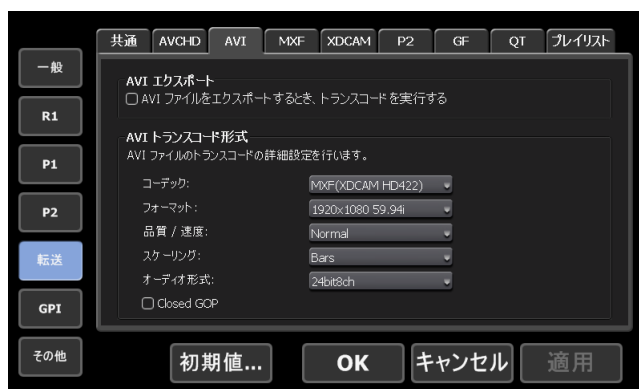 共通 AVCHD AVI MXF XDCAM P2 GF QT プレイリスト
一般
R1
P1
P2
転送
GPI
その他
AVI エクスポート
AVI ファイルをエクスポートするとき、トランスコードを実行する
AVI トランスコード形式
AVI ファイルのトランスコードの詳細設定を行います。
コーデック: MXF(XDCAM HD422)
フォーマット: 1920x1080 59.94i
品質 / 速度: Normal
スケーリング: Bars
オーディオ形式: 24bit8ch
Closed GOP
初期値... OK キャンセル 適用